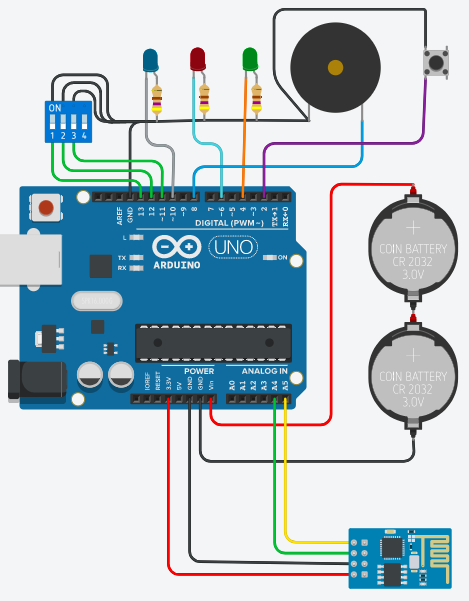 ON
1 2 3 4
AREF
GND
13
12
~11
~10
~9
8
7
~6
~5
4
~3
2
TX→1
RX←0
DIGITAL (PWM~)
L
TX
RX
UNO
ON
ARDUINO
IOREF
RESET
3.3V
5V
GND
GND
Vin
POWER
ANALOG IN
A0
A1
A2
A3
A4
A5
COIN BATTERY
CR 2032
3.0V
COIN BATTERY
CR 2032
3.0V